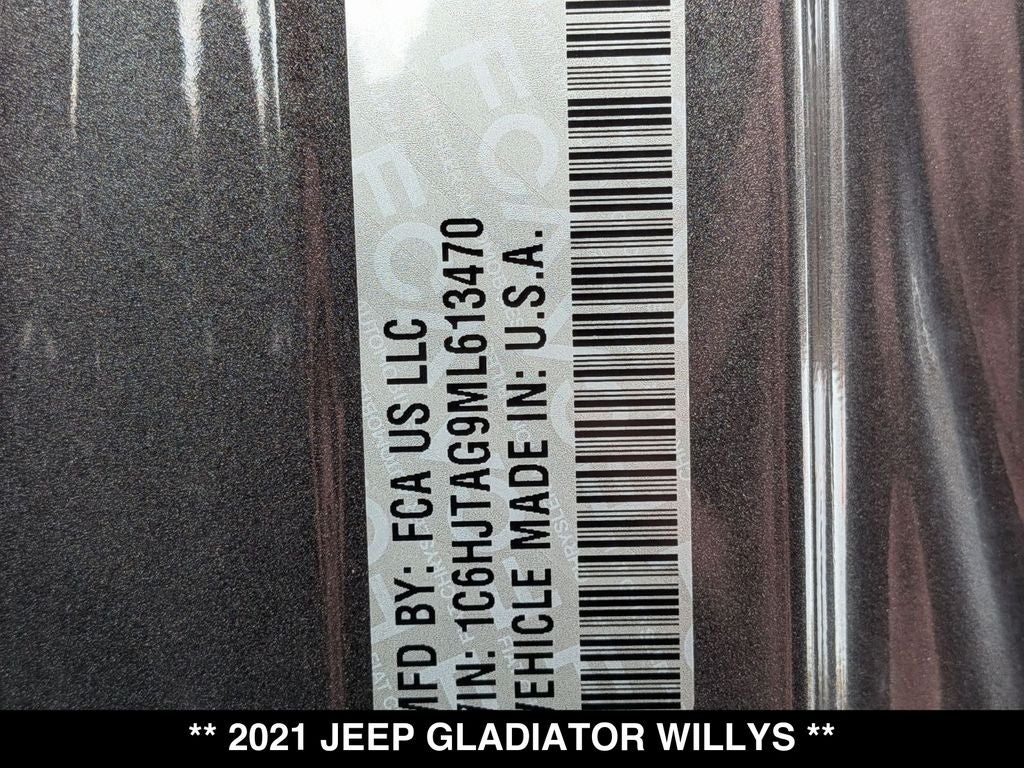 MFD BY: FCA US LLC
VIN: 1C6HJTAG9ML613470
VEHICLE MADE IN: U.S.A.
** 2021 JEEP GLADIATOR WILLYS **